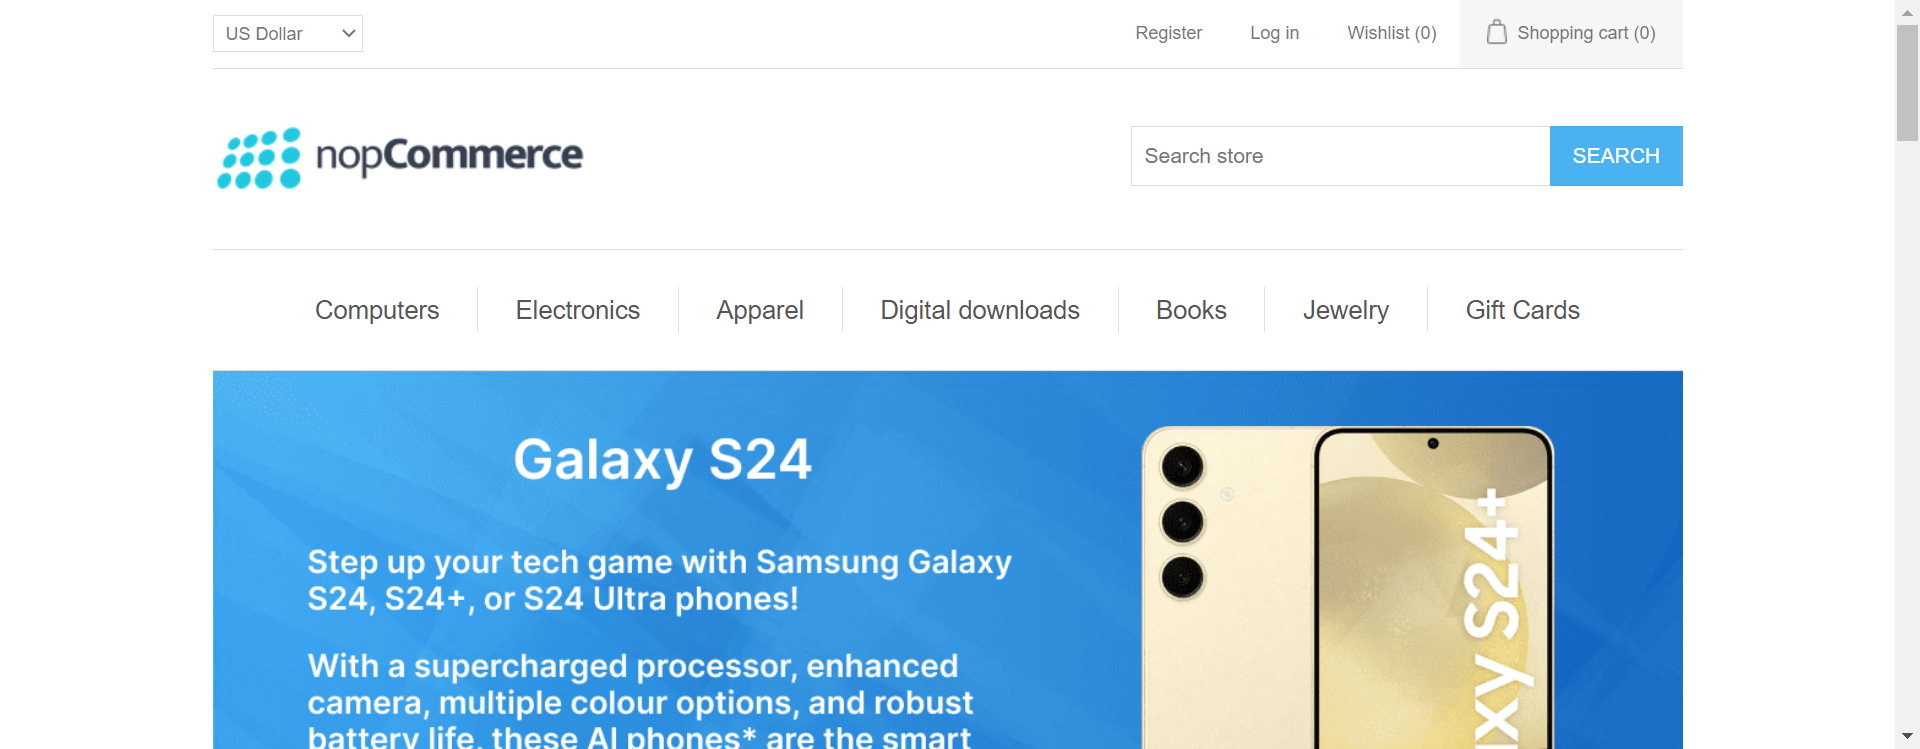 US Dollar
Register
Log in
Wishlist (0)
Shopping cart (0)
nopCommerce
Search store
SEARCH
Computers
Electronics
Apparel
Digital downloads
Books
Jewelry
Gift Cards
Galaxy S24
Step up your tech game with Samsung Galaxy
S24, S24+, or S24 Ultra phones!
With a supercharged processor, enhanced
camera, multiple colour options, and robust
battery life, these AI phones* are the smart
S24+